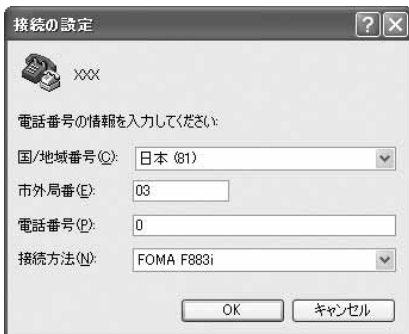 接続の設定
XXX
電話番号の情報を入力してください:
国/地域番号(C): 日本 (81)
市外局番(E): 03
電話番号(P): 0
接続方法(N): FOMA F883i
OK キャンセル